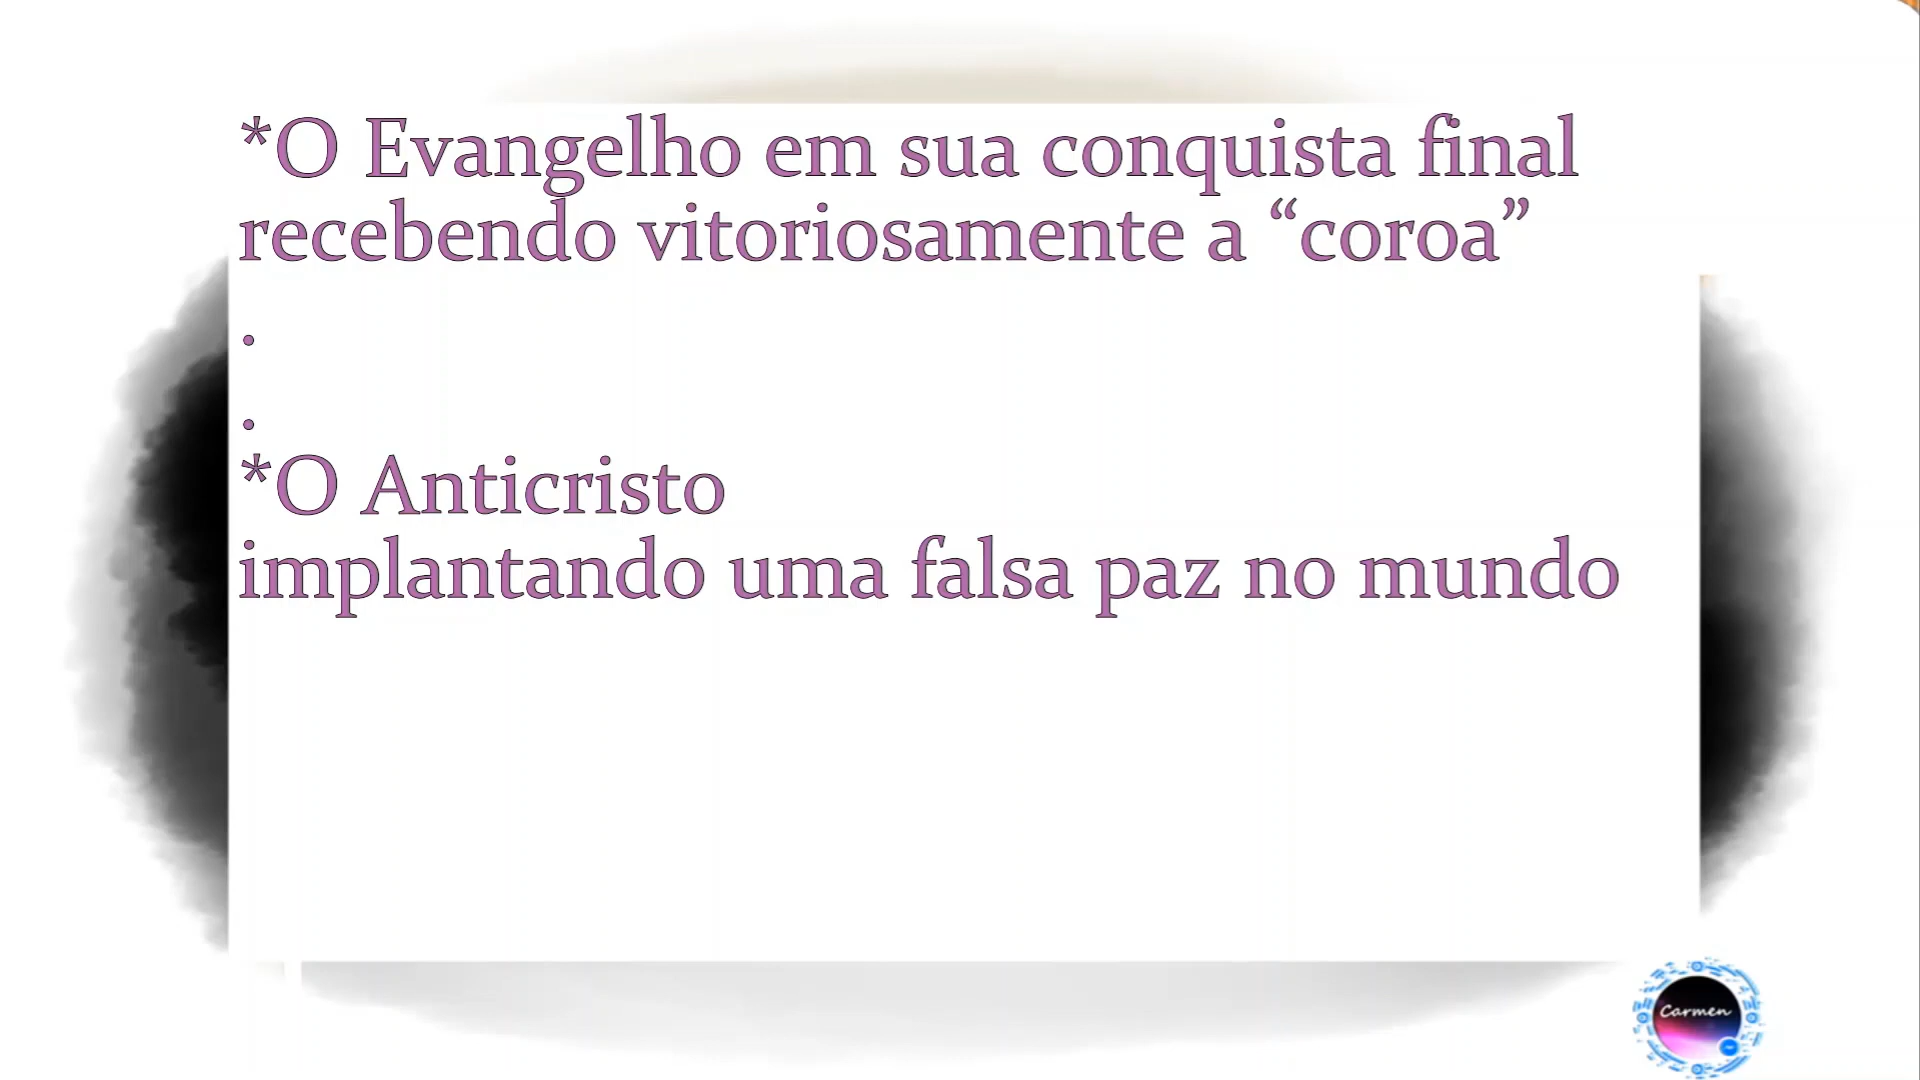 *O Evangelho em sua conquista final
recebendo vitoriosamente a “coroa”
.
.
*O Anticristo
implantando uma falsa paz no mundo
Carmen